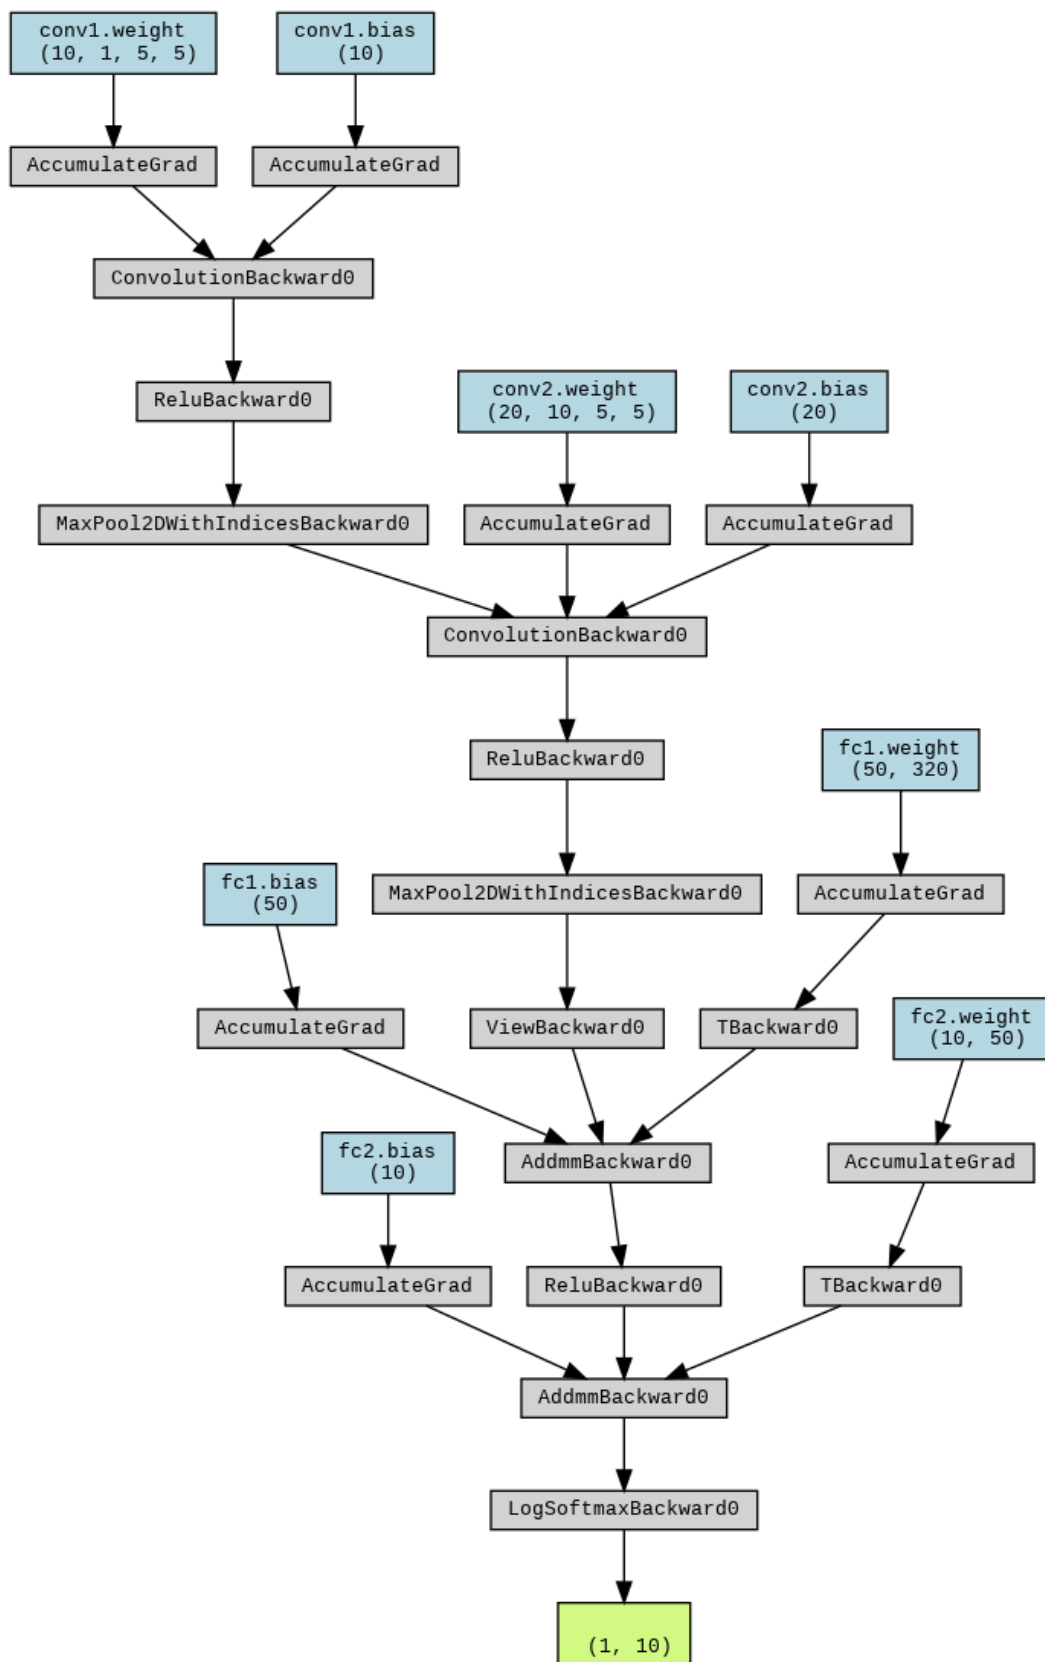 conv1.weight
(10, 1, 5, 5)
conv1.bias
(10)
AccumulateGrad
AccumulateGrad
ConvolutionBackward0
ReluBackward0
conv2.weight
(20, 10, 5, 5)
conv2.bias
(20)
MaxPool2DWithIndicesBackward0
AccumulateGrad
AccumulateGrad
ConvolutionBackward0
ReluBackward0
fc1.weight
(50, 320)
fc1.bias
(50)
MaxPool2DWithIndicesBackward0
AccumulateGrad
AccumulateGrad
ViewBackward0
TBackward0
fc2.weight
(10, 50)
fc2.bias
(10)
AddmmBackward0
AccumulateGrad
AccumulateGrad
ReluBackward0
TBackward0
AddmmBackward0
LogSoftmaxBackward0
(1, 10)